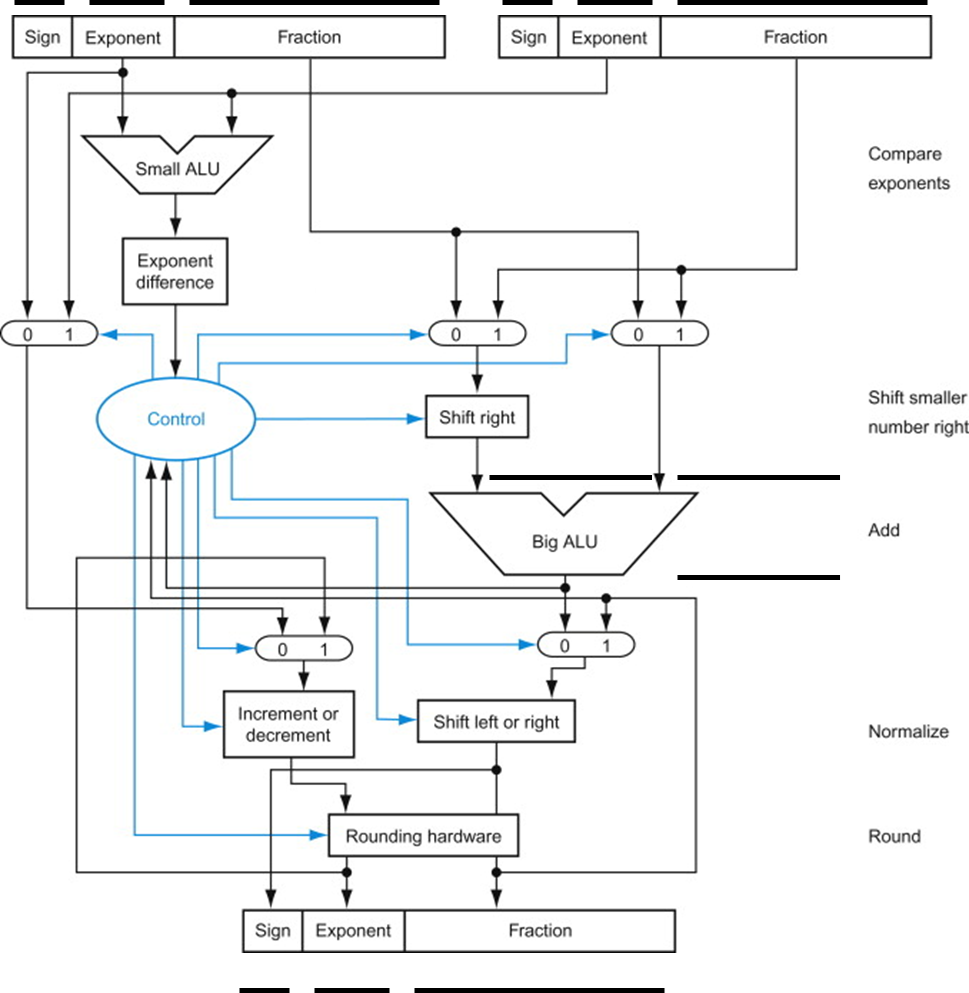 Sign Exponent Fraction Sign Exponent Fraction
Compare
exponents
Small ALU
Exponent
difference
0 1 0 1 0 1
Control
Shift right
Shift smaller
number right
Big ALU
Add
0 1 0 1
Increment or
decrement
Shift left or right
Normalize
Rounding hardware
Round
Sign Exponent Fraction